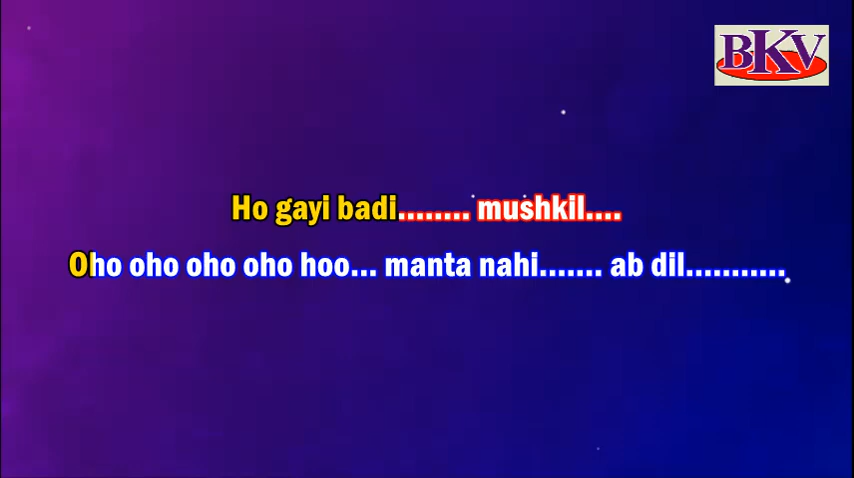 BKV
Ho gayi badi........ mushkil....
Oho oho oho oho hoo... manta nahi....... ab dil...........